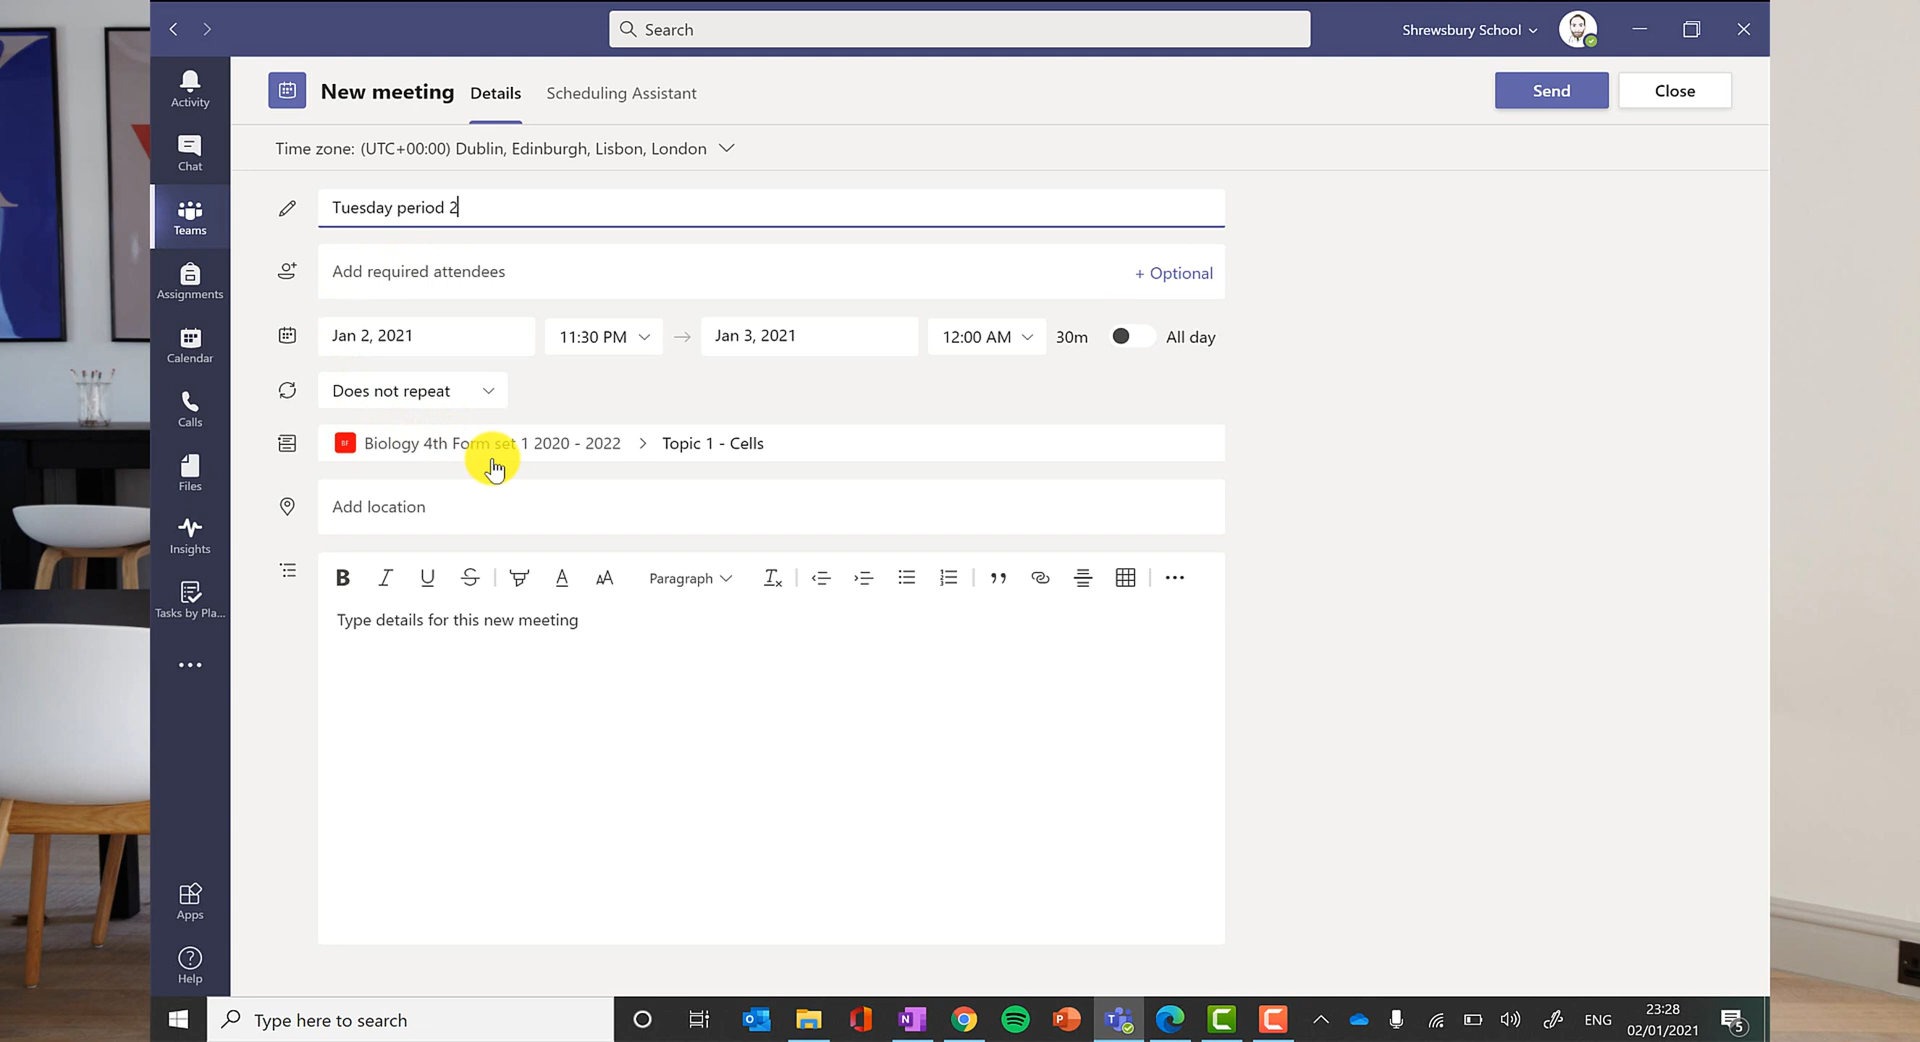 Search
Shrewsbury School
New meeting
Details
Scheduling Assistant
Send
Close
Time zone: (UTC+00:00) Dublin, Edinburgh, Lisbon, London
Activity
Chat
Teams
Assignments
Calendar
Calls
Files
Insights
Tasks by Pla...
Apps
Help
Tuesday period 2
Add required attendees
+ Optional
Jan 2, 2021
11:30 PM
Jan 3, 2021
12:00 AM
30m
All day
Does not repeat
BF Biology 4th Form set 1 2020 - 2022 > Topic 1 - Cells
Add location
B I U S A AA Paragraph
Type details for this new meeting
Type here to search
ENG
23:28
02/01/2021
5